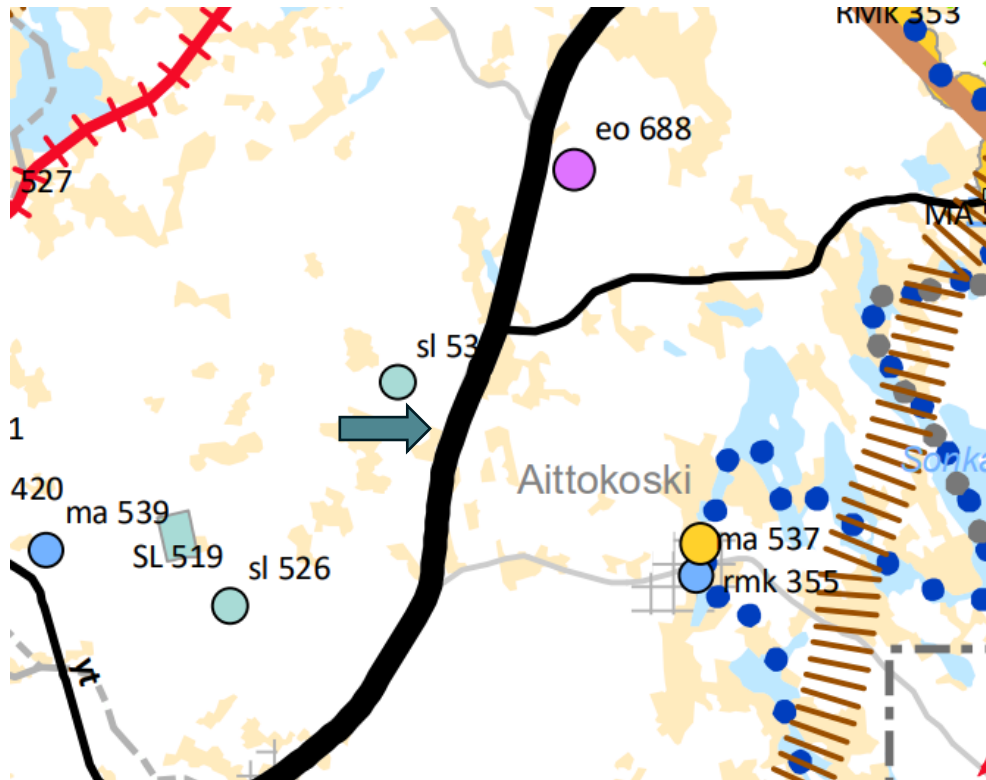 RMk 353
eo 688
527
MA
sl 53
1
Aittokoski
Sonka
420
ma 539
ma 537
SL 519
sl 526
rmk 355
yt